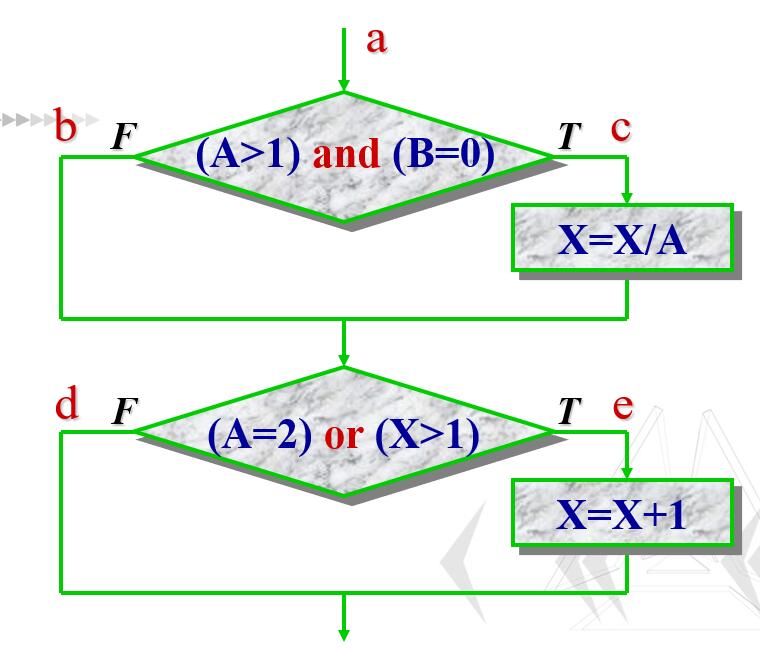 a
b F (A>1) and (B=0) T c
X=X/A
d F (A=2) or (X>1) T e
X=X+1